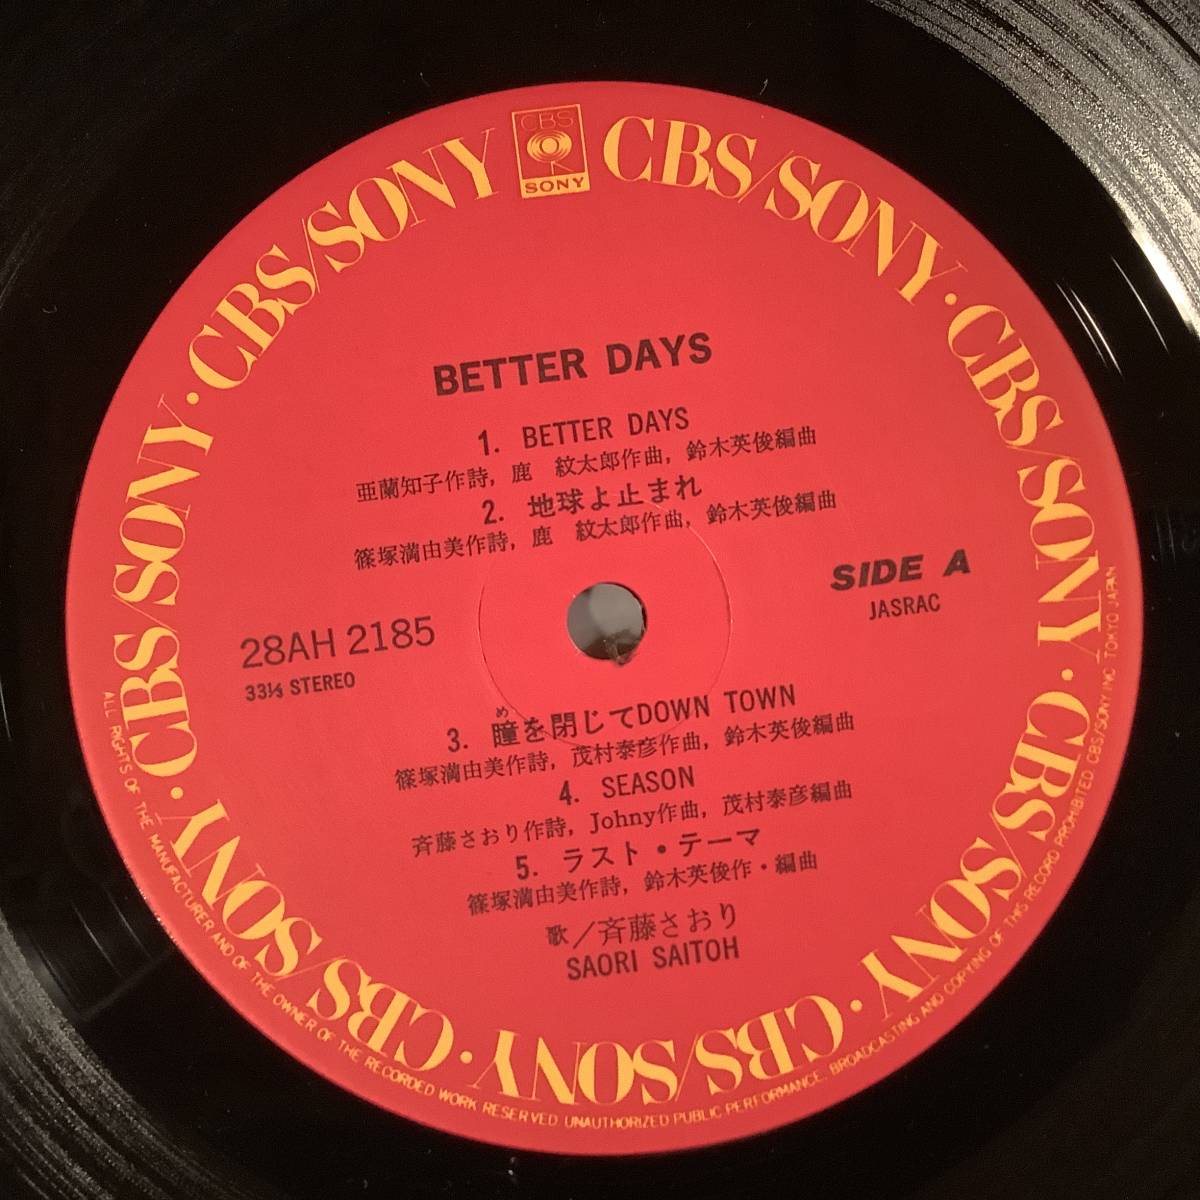 CBS
SONY
CBS/SONY · CBS/SONY · CBS/SONY · CBS/SONY · CBS/SONY · CBS/SONY · CBS/SONY · CBS/SONY
BETTER DAYS
1. BETTER DAYS
亜蘭知子作詩, 鹿 紋太郎作曲, 鈴木英俊編曲
2. 地球よ止まれ
篠塚満由美作詩, 鹿 紋太郎作曲, 鈴木英俊編曲
SIDE A
JASRAC
28AH 2185
33⅓ STEREO
め
3. 瞳を閉じてDOWN TOWN
篠塚満由美作詩, 茂村泰彦作曲, 鈴木英俊編曲
4. SEASON
斉藤さおり作詩, Johny作曲, 茂村泰彦編曲
5. ラスト・テーマ
篠塚満由美作詩, 鈴木英俊作・編曲
歌／斉藤さおり
SAORI SAITOH
ALL RIGHTS OF THE MANUFACTURER AND OF THE OWNER OF THE RECORDED WORK RESERVED UNAUTHORIZED PUBLIC PERFORMANCE, BROADCASTING AND COPYING OF THIS RECORD PROHIBITED CBS/SONY INC. TOKYO JAPAN